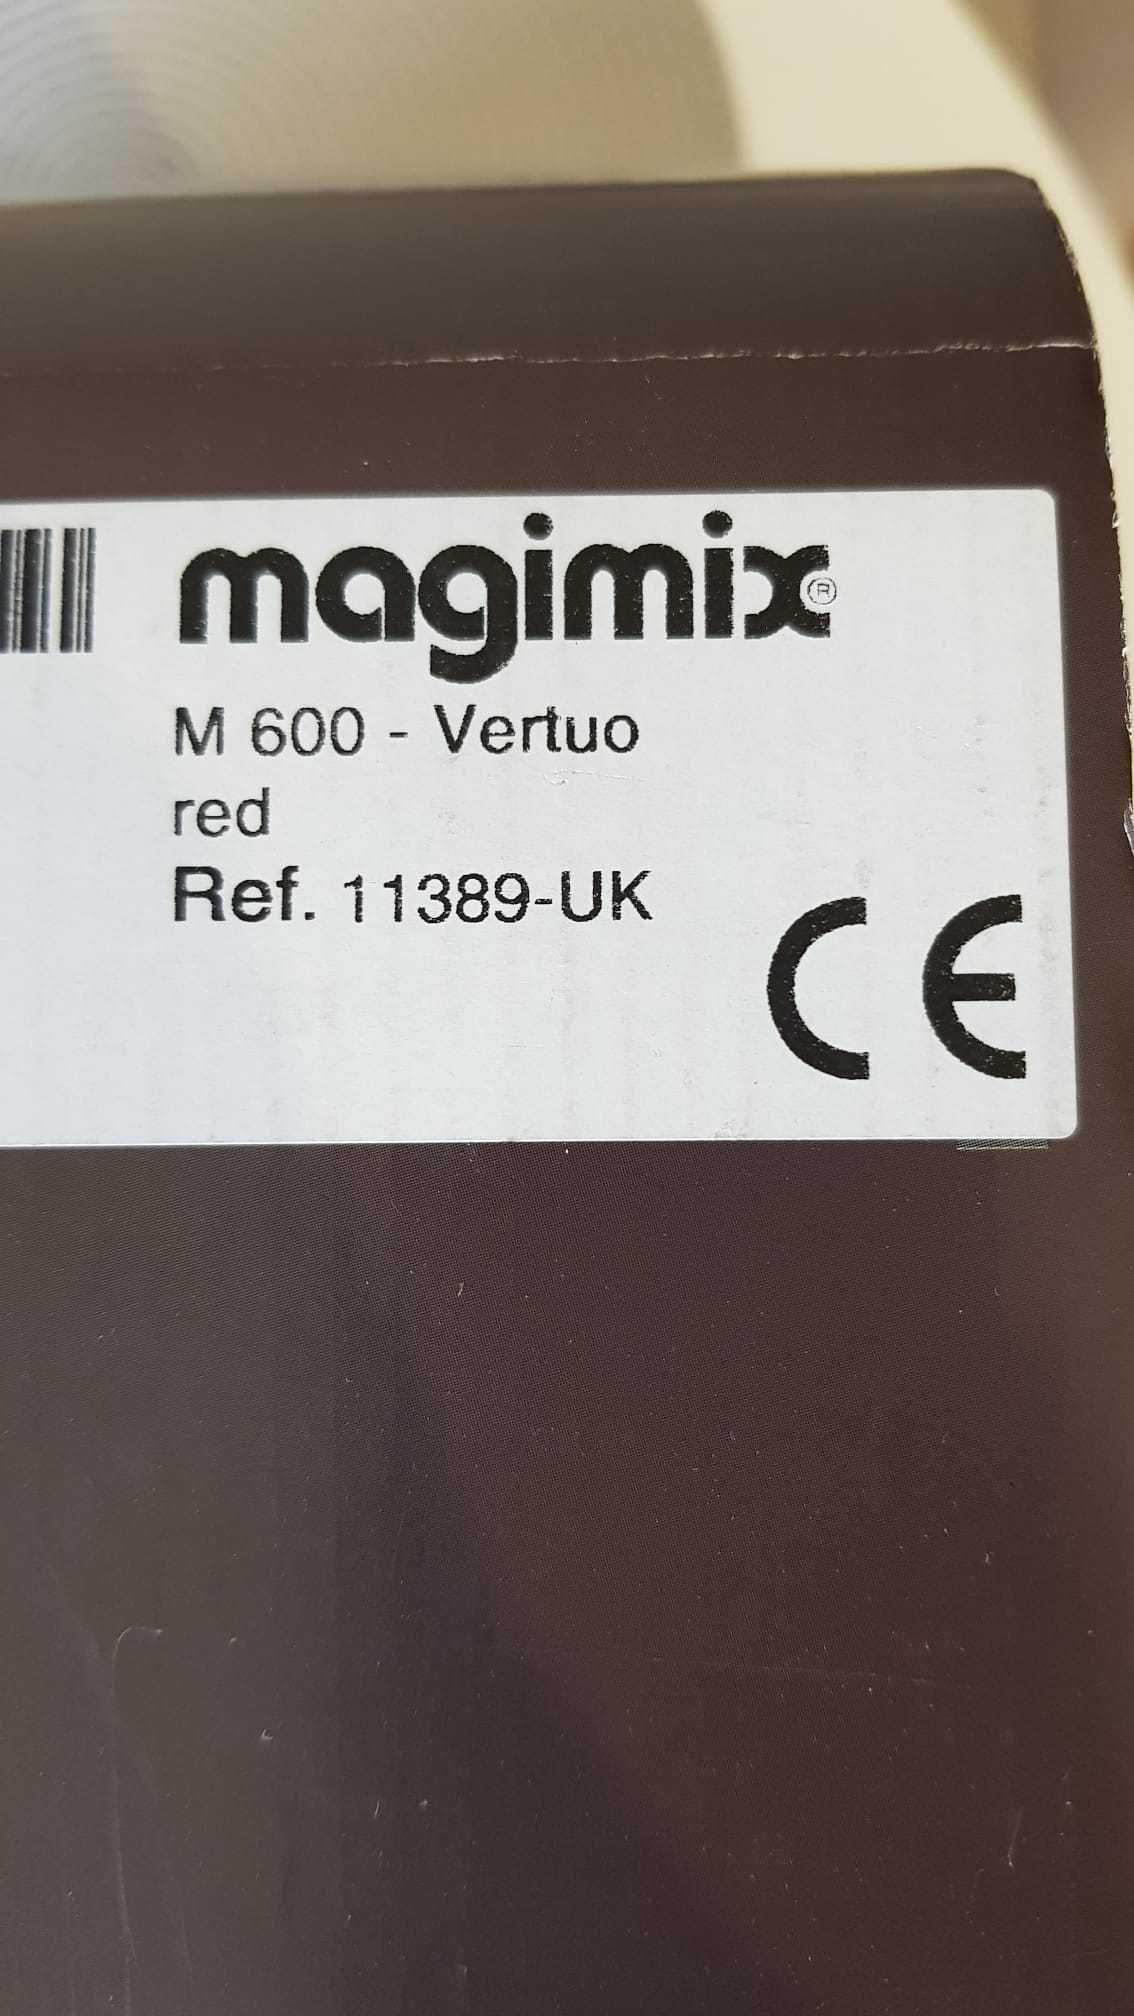 magimix®
M 600 - Vertuo
red
Ref. 11389-UK
CE